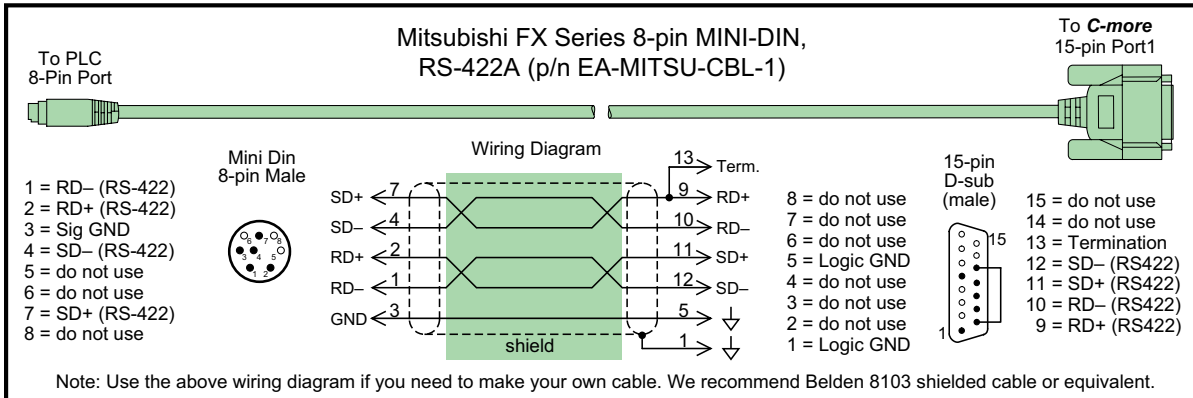 Mitsubishi FX Series 8-pin MINI-DIN,
RS-422A (p/n EA-MITSU-CBL-1)
To PLC
8-Pin Port
To C-more
15-pin Port1
Mini Din
8-pin Male
1 = RD– (RS-422)
2 = RD+ (RS-422)
3 = Sig GND
4 = SD– (RS-422)
5 = do not use
6 = do not use
7 = SD+ (RS-422)
8 = do not use
6 7 8
3 4 5
1 2
Wiring Diagram
13 Term.
SD+ 7 9 RD+
SD– 4 10 RD–
RD+ 2 11 SD+
RD– 1 12 SD–
GND 3 5
shield 1
8 = do not use
7 = do not use
6 = do not use
5 = Logic GND
4 = do not use
3 = do not use
2 = do not use
1 = Logic GND
15-pin
D-sub
(male)
15
1
15 = do not use
14 = do not use
13 = Termination
12 = SD– (RS422)
11 = SD+ (RS422)
10 = RD– (RS422)
9 = RD+ (RS422)
Note: Use the above wiring diagram if you need to make your own cable. We recommend Belden 8103 shielded cable or equivalent.